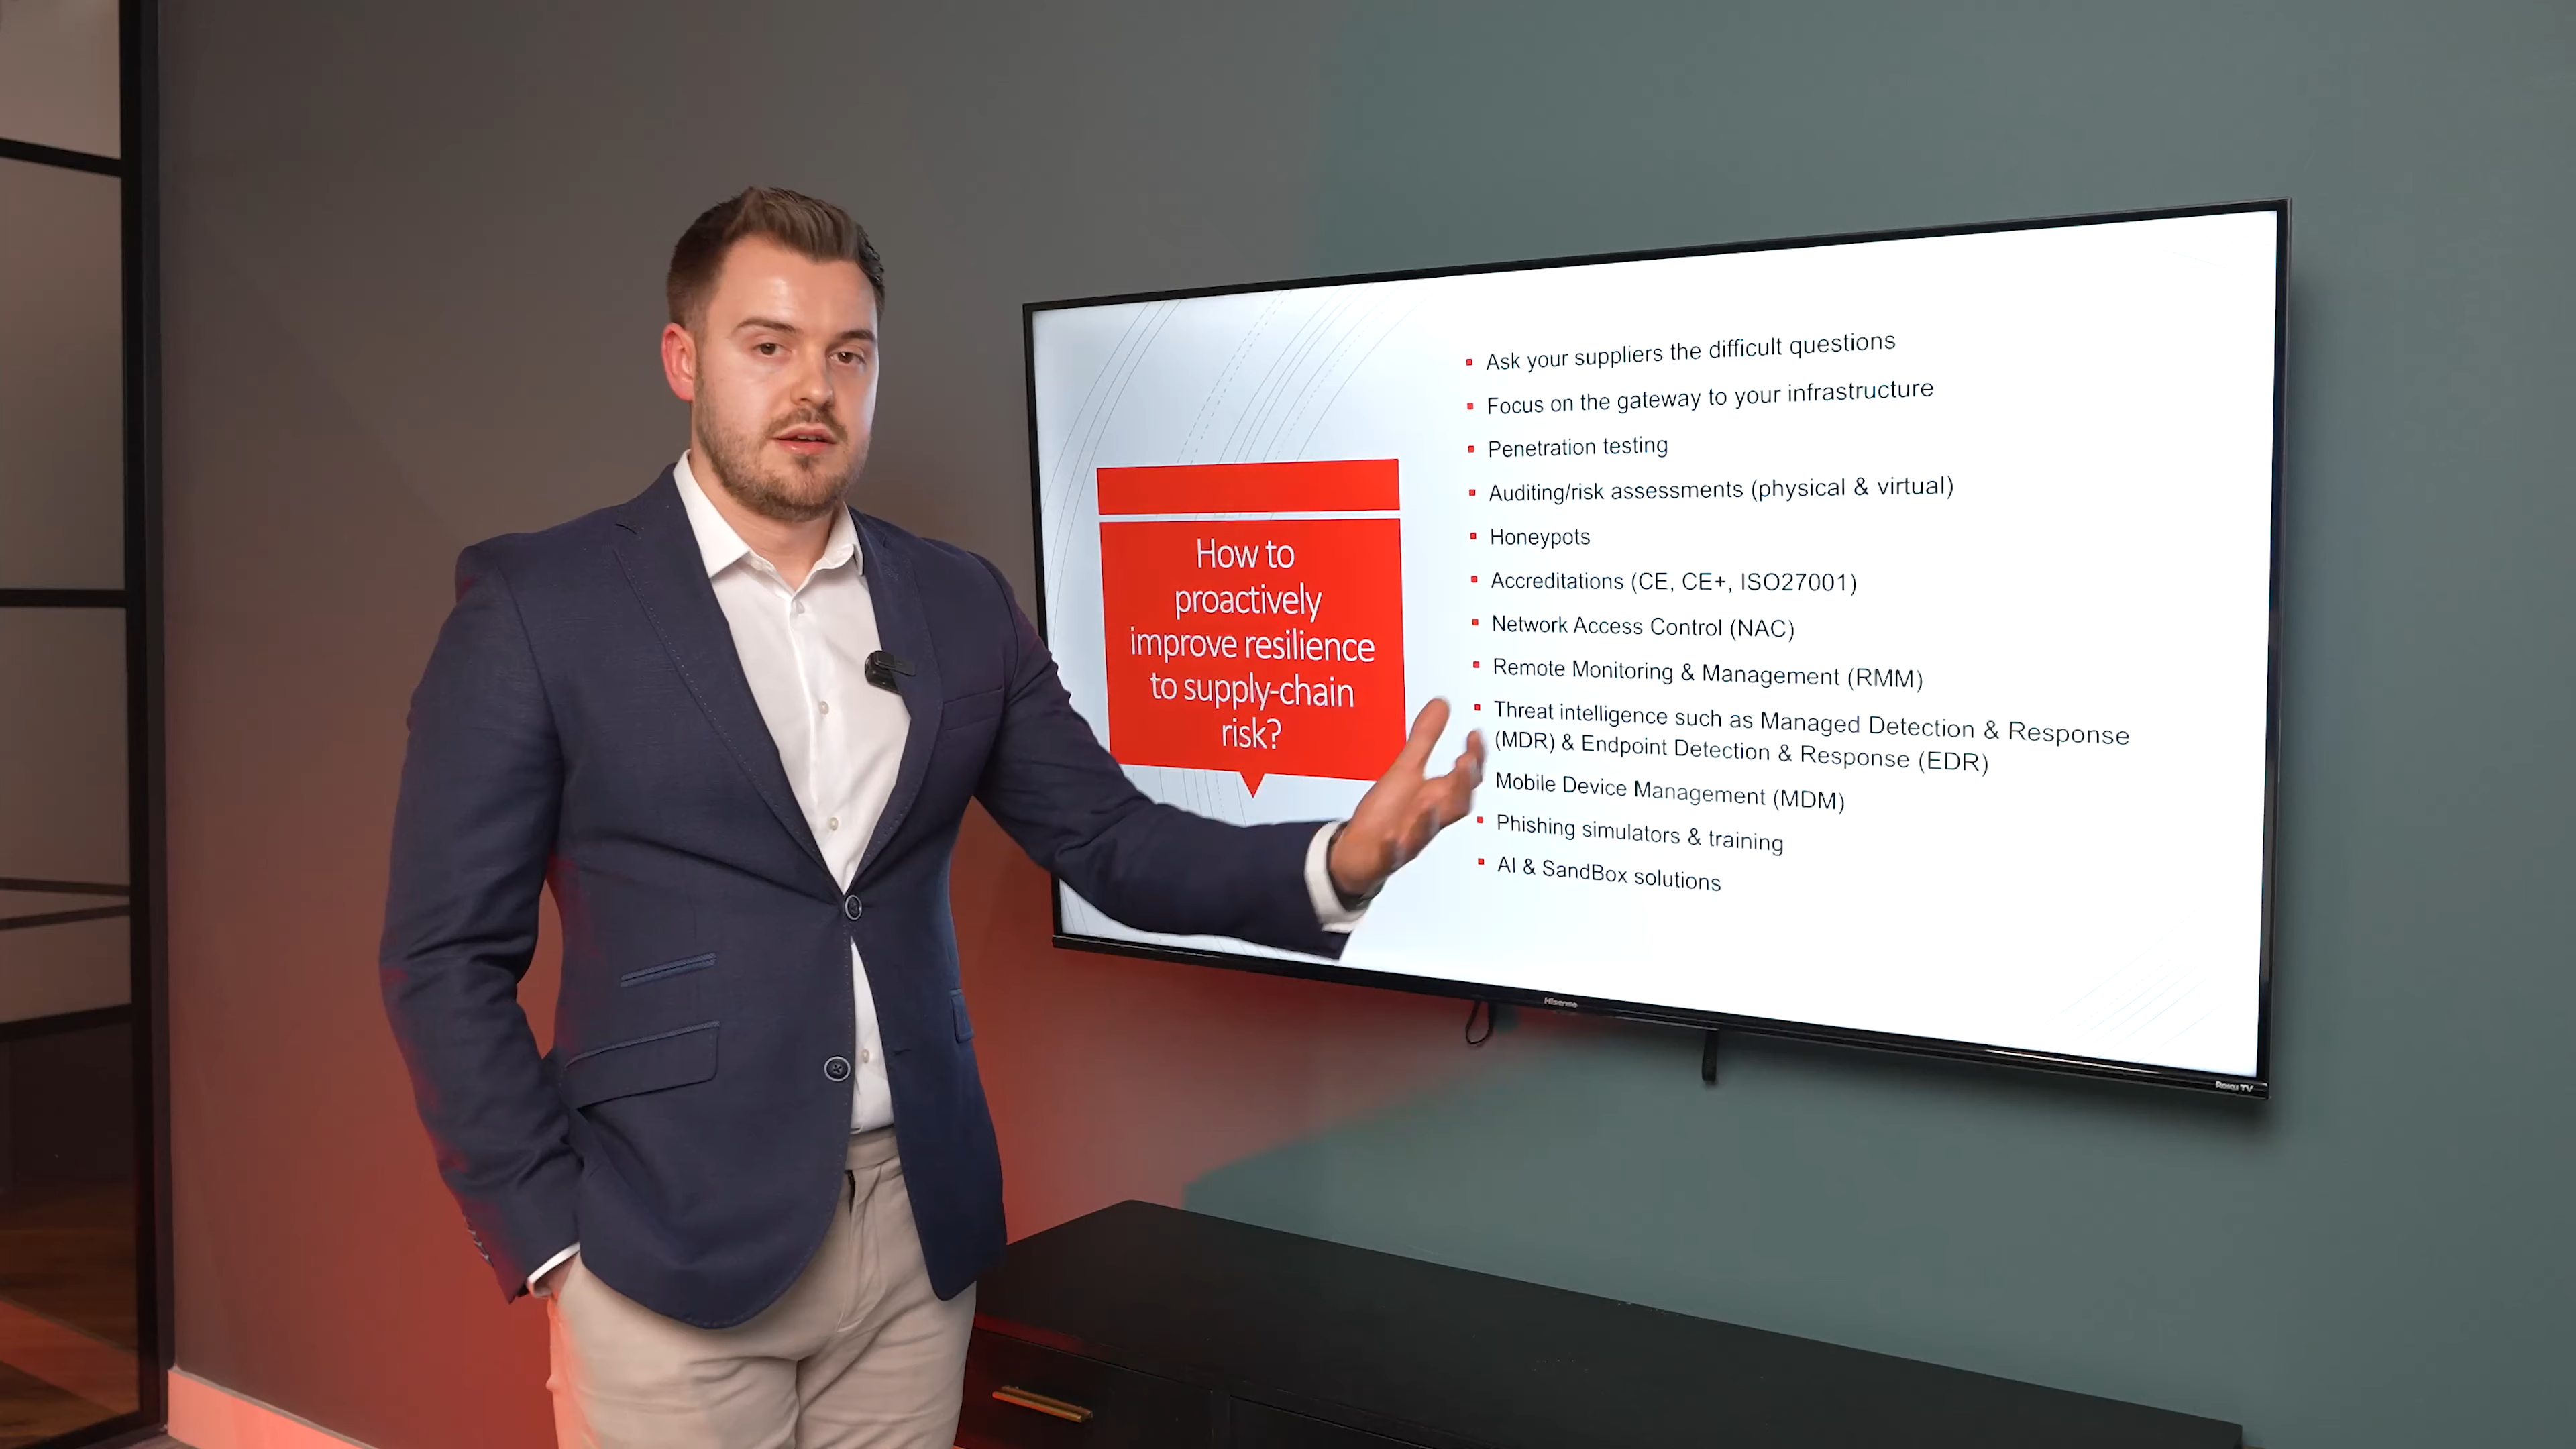 How to
proactively
improve resilience
to supply-chain
risk?
Ask your suppliers the difficult questions
Focus on the gateway to your infrastructure
Penetration testing
Auditing/risk assessments (physical & virtual)
Honeypots
Accreditations (CE, CE+, ISO27001)
Network Access Control (NAC)
Remote Monitoring & Management (RMM)
Threat intelligence such as Managed Detection & Response
(MDR) & Endpoint Detection & Response (EDR)
Mobile Device Management (MDM)
Phishing simulators & training
AI & SandBox solutions
Hisense
Roku TV